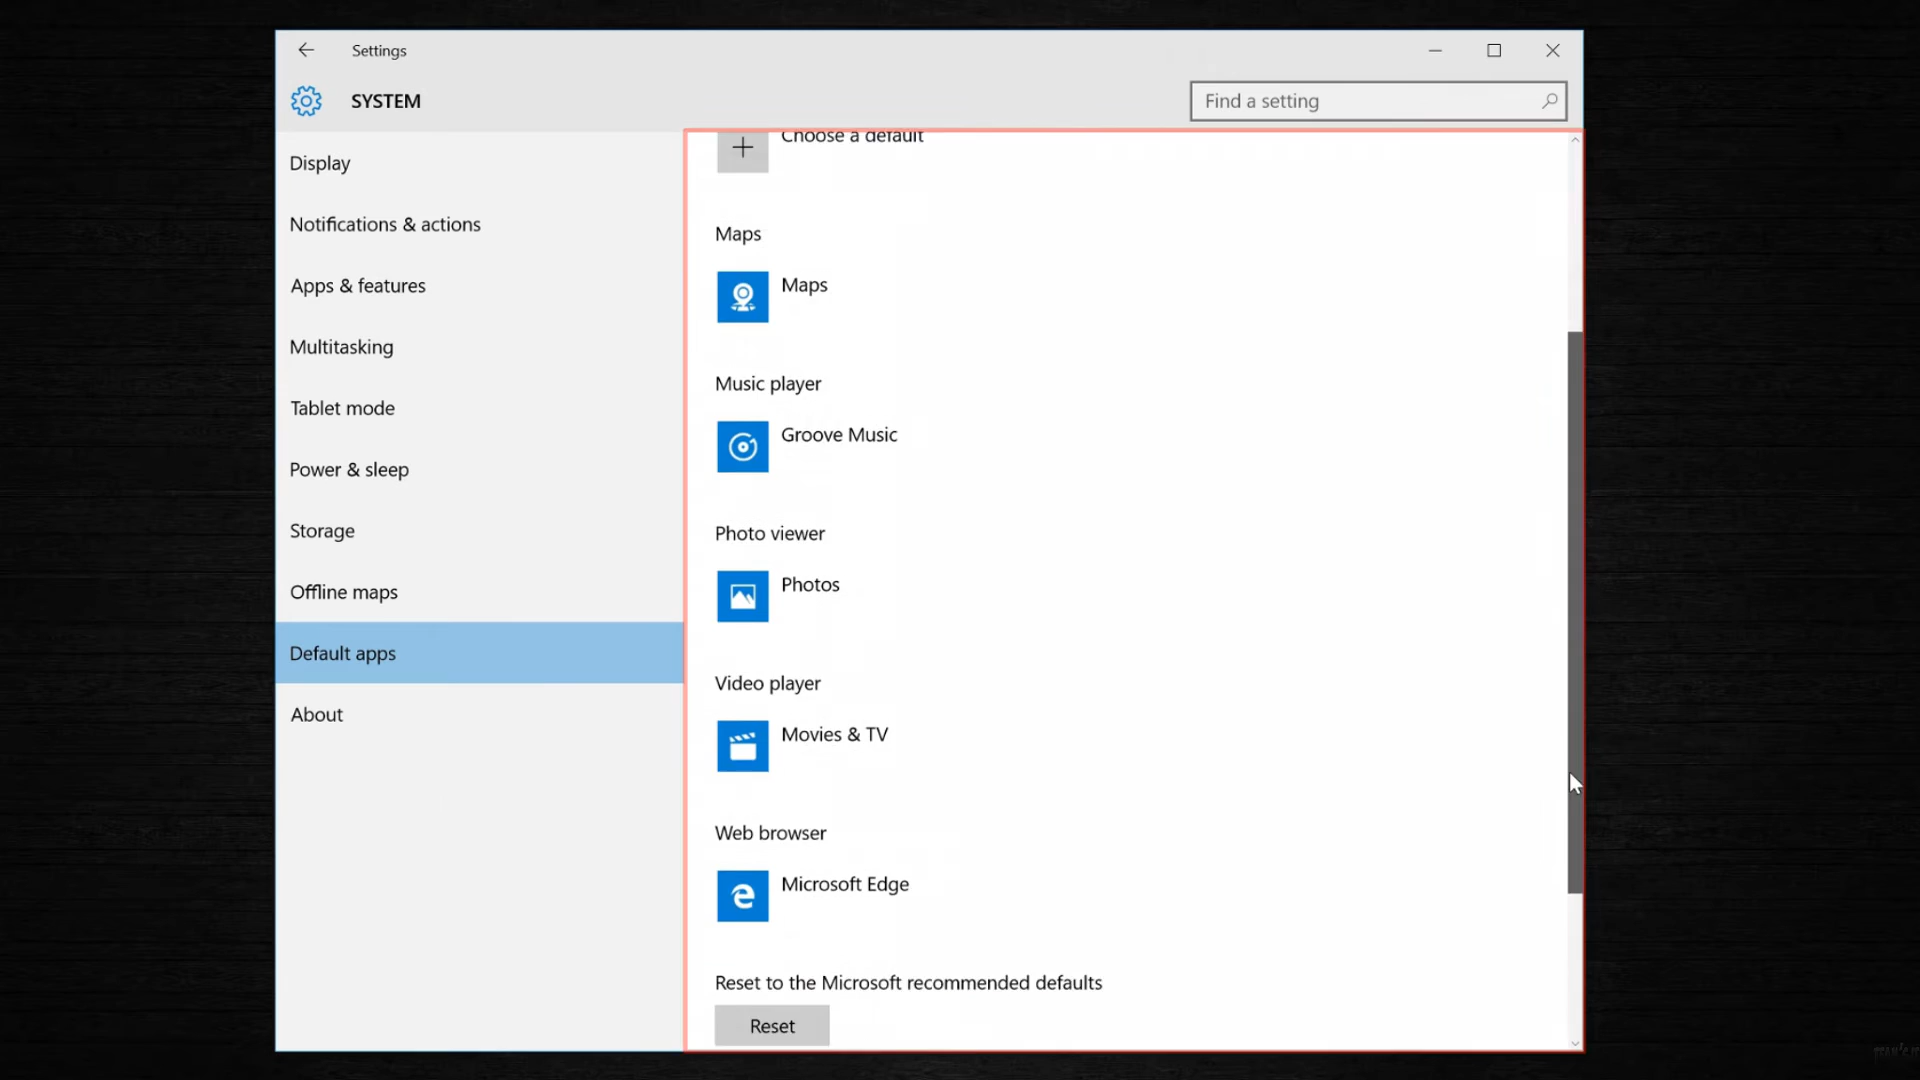 Settings
SYSTEM
Find a setting
Display
Notifications & actions
Apps & features
Multitasking
Tablet mode
Power & sleep
Storage
Offline maps
Default apps
About
Choose a default
Maps
Maps
Music player
Groove Music
Photo viewer
Photos
Video player
Movies & TV
Web browser
Microsoft Edge
Reset to the Microsoft recommended defaults
Reset